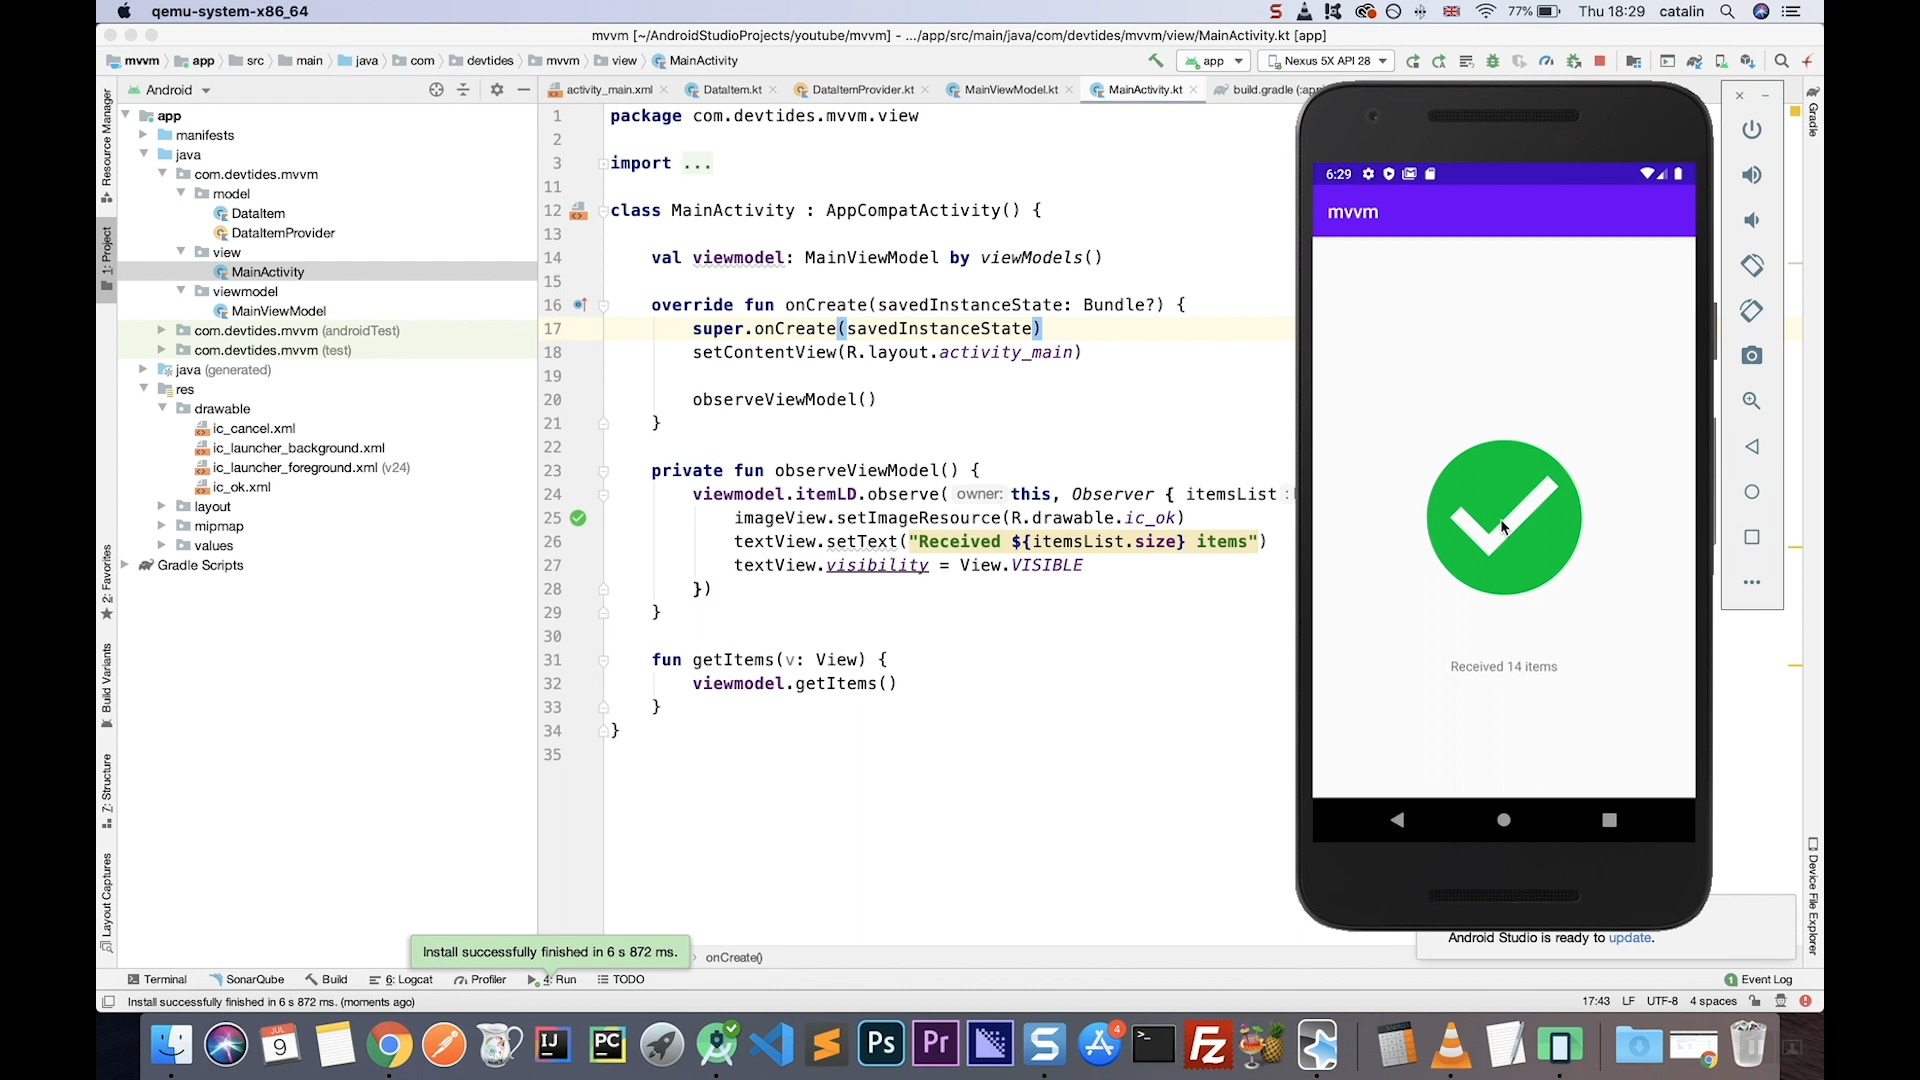 qemu-system-x86_64
77%
Thu 18:29
catalin
mvvm [~/AndroidStudioProjects/youtube/mvvm] - .../app/src/main/java/com/devtides/mvvm/view/MainActivity.kt [app]
mvvm
app
src
main
java
com
devtides
mvvm
view
MainActivity
app
Nexus 5X API 28
Android
activity_main.xml
DataItem.kt
DataItemProvider.kt
MainViewModel.kt
MainActivity.kt
build.gradle (:app
Resource Manager
1: Project
2: Favorites
Build Variants
7: Structure
Layout Captures
app
manifests
java
com.devtides.mvvm
model
DataItem
DataItemProvider
view
MainActivity
viewmodel
MainViewModel
com.devtides.mvvm (androidTest)
com.devtides.mvvm (test)
java (generated)
res
drawable
ic_cancel.xml
ic_launcher_background.xml
ic_launcher_foreground.xml (v24)
ic_ok.xml
layout
mipmap
values
Gradle Scripts
1 package com.devtides.mvvm.view
2
3 import ...
11
12 class MainActivity : AppCompatActivity() {
13
14 val viewmodel: MainViewModel by viewModels()
15
16 override fun onCreate(savedInstanceState: Bundle?) {
17 super.onCreate(savedInstanceState)
18 setContentView(R.layout.activity_main)
19
20 observeViewModel()
21 }
22
23 private fun observeViewModel() {
24 viewmodel.itemLD.observe( owner: this, Observer { itemsList :
25 imageView.setImageResource(R.drawable.ic_ok)
26 textView.setText("Received ${itemsList.size} items")
27 textView.visibility = View.VISIBLE
28 })
29 }
30
31 fun getItems(v: View) {
32 viewmodel.getItems()
33 }
34 }
35
6:29
mvvm
Received 14 items
Gradle
Device File Explorer
Android Studio is ready to update.
Install successfully finished in 6 s 872 ms.
onCreate()
Terminal
SonarQube
Build
6: Logcat
Profiler
4: Run
TODO
1 Event Log
Install successfully finished in 6 s 872 ms. (moments ago)
17:43
LF
UTF-8
4 spaces
JUL
9
IJ
PC
Ps
Pr
S
4
>_
FZ